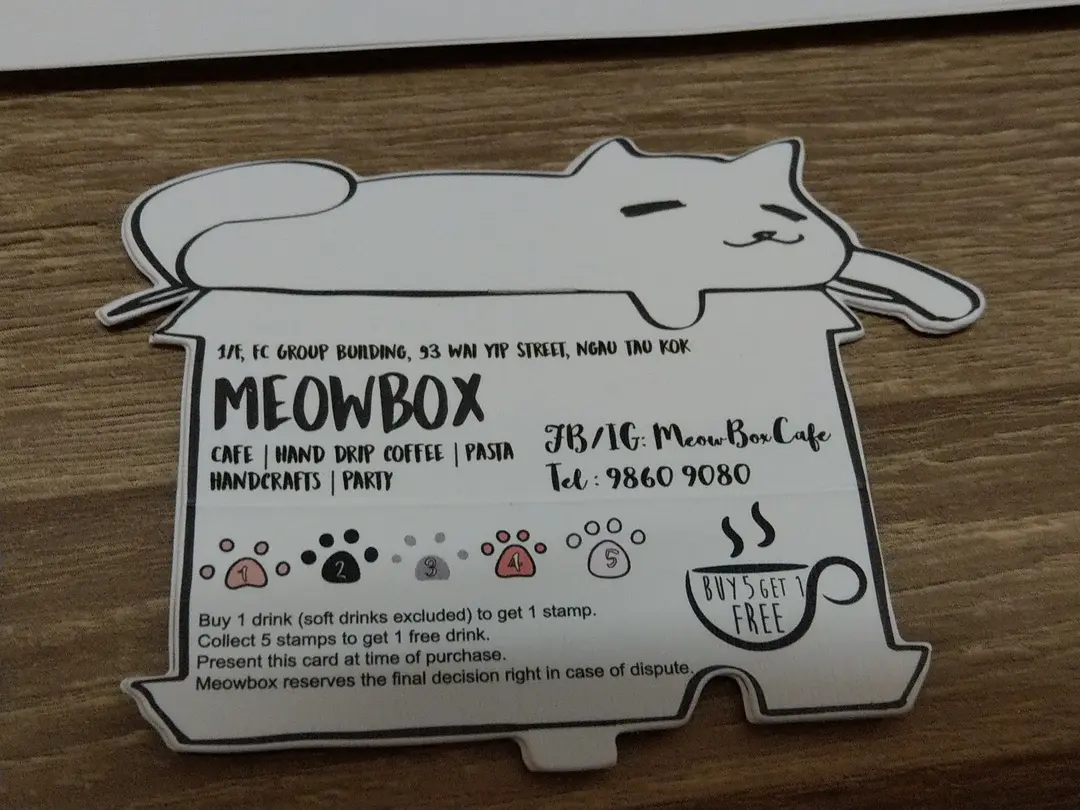 1/F, FC GROUP BUILDING, 93 WAI YIP STREET, NGAU TAU KOK
MEOWBOX
CAFE | HAND DRIP COFFEE | PASTA
HANDCRAFTS | PARTY
FB/IG: MeowBoxCafe
Tel : 9860 9080
1 2 3 4 5
BUY 5 GET 1
FREE
Buy 1 drink (soft drinks excluded) to get 1 stamp.
Collect 5 stamps to get 1 free drink.
Present this card at time of purchase.
Meowbox reserves the final decision right in case of dispute.